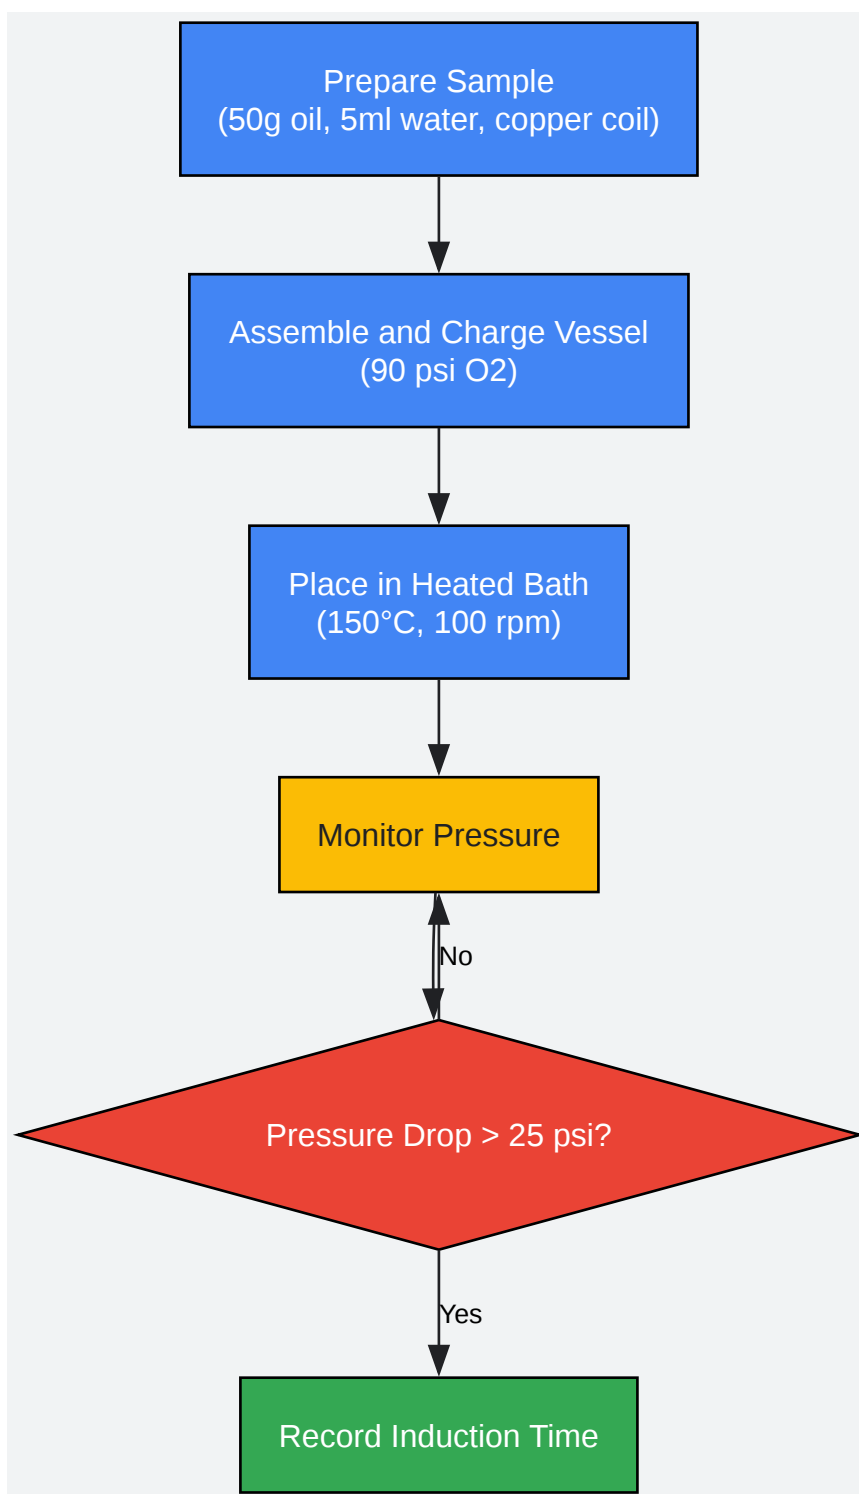 Prepare Sample
(50g oil, 5ml water, copper coil)
Assemble and Charge Vessel
(90 psi O2)
Place in Heated Bath
(150°C, 100 rpm)
Monitor Pressure
No
Pressure Drop > 25 psi?
Yes
Record Induction Time